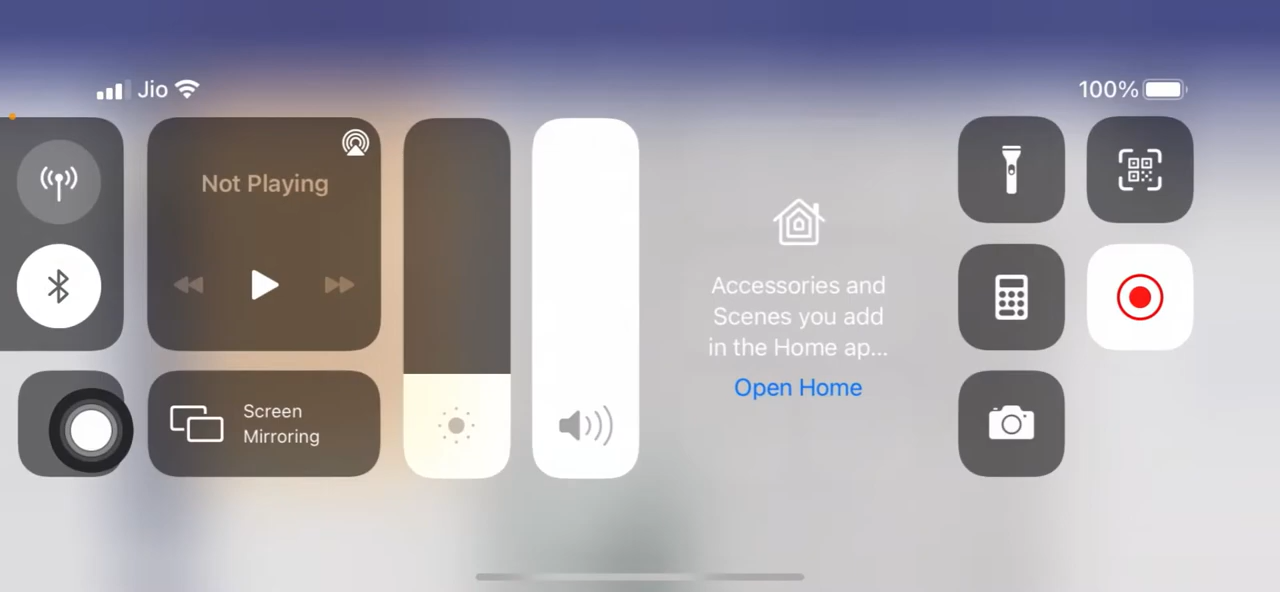 Jio
100%
Not Playing
Screen
Mirroring
Accessories and
Scenes you add
in the Home ap...
Open Home